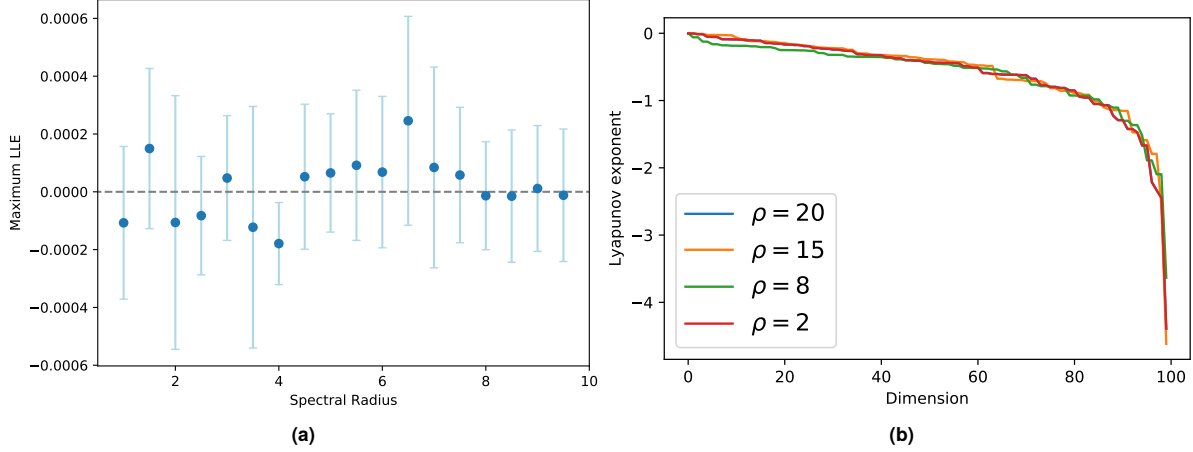 0.0006
0.0004
0.0002
0.0000
−0.0002
−0.0004
−0.0006
Maximum LLE
2
4
6
8
10
Spectral Radius
(a)
0
−1
−2
−3
−4
Lyapunov exponent
ρ = 20
ρ = 15
ρ = 8
ρ = 2
0
20
40
60
80
100
Dimension
(b)